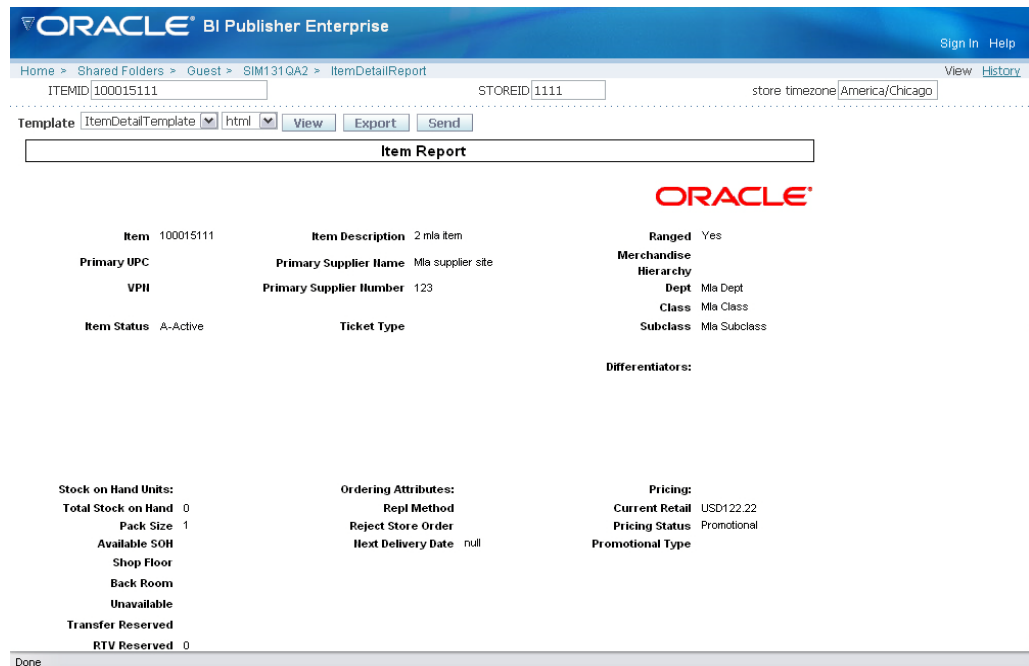 ORACLE® BI Publisher Enterprise
Sign In Help
Home > Shared Folders > Guest > SIM131QA2 > ItemDetailReport View History
ITEMID 100015111 STOREID 1111 store timezone America/Chicago
Template ItemDetailTemplate html View Export Send
Item Report
ORACLE®
Item 100015111 Item Description 2 mla item Ranged Yes
Primary UPC Primary Supplier Name Mla supplier site Merchandise Hierarchy
VPN Primary Supplier Number 123 Dept Mla Dept
Class Mla Class
Item Status A-Active Ticket Type Subclass Mla Subclass
Differentiators:
Stock on Hand Units: Ordering Attributes: Pricing:
Total Stock on Hand 0 Repl Method Current Retail USD122.22
Pack Size 1 Reject Store Order Pricing Status Promotional
Available SOH Next Delivery Date null Promotional Type
Shop Floor
Back Room
Unavailable
Transfer Reserved
RTV Reserved 0
Done